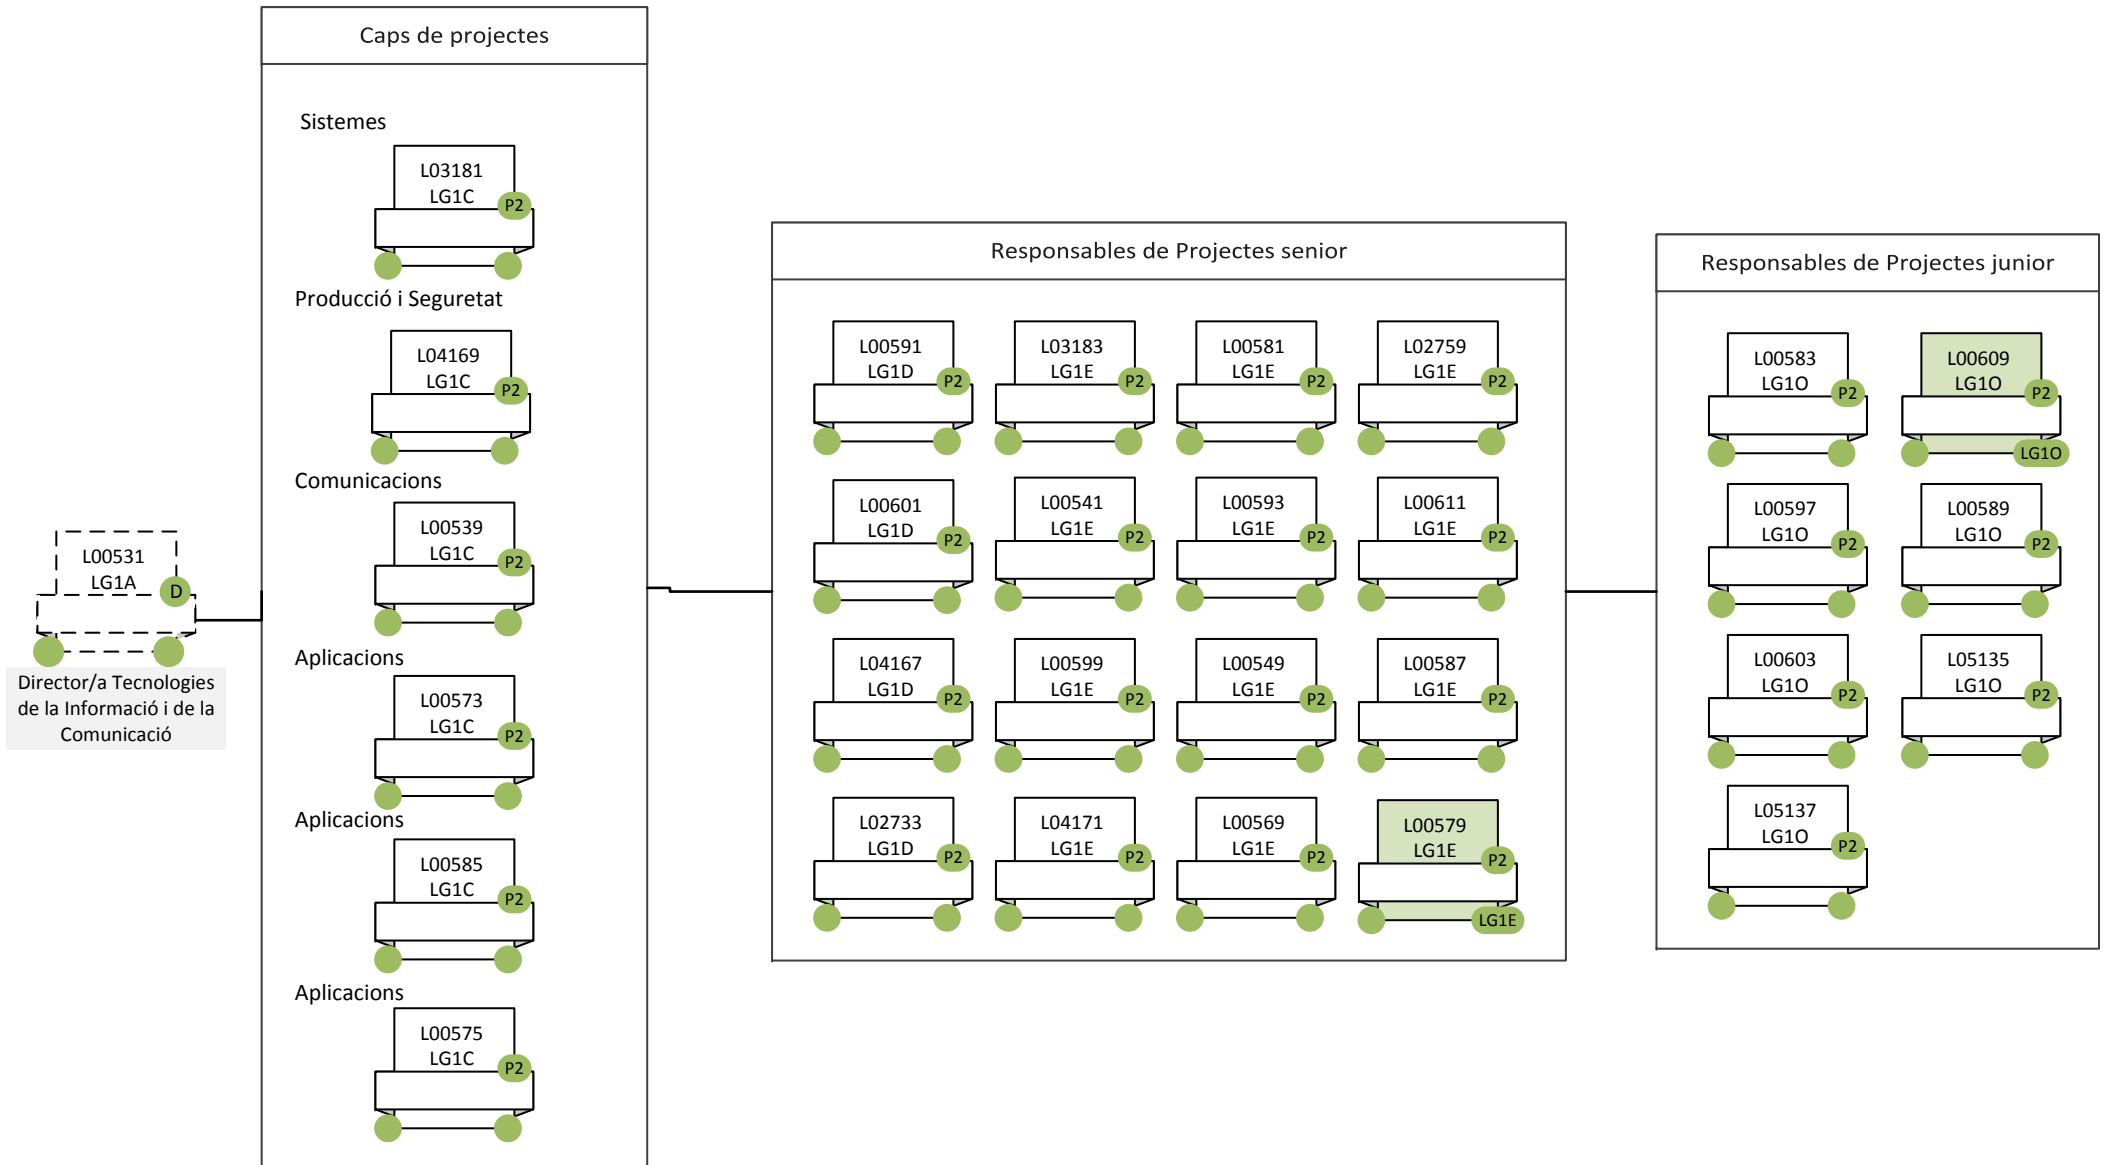 L00531
LG1A
D
Director/a Tecnologies
de la Informació i de la
Comunicació
Caps de projectes
Sistemes
L03181
LG1C
P2
Producció i Seguretat
L04169
LG1C
P2
Comunicacions
L00539
LG1C
P2
Aplicacions
L00573
LG1C
P2
Aplicacions
L00585
LG1C
P2
Aplicacions
L00575
LG1C
P2
Responsables de Projectes senior
L00591
LG1D
P2
L03183
LG1E
P2
L00581
LG1E
P2
L02759
LG1E
P2
L00601
LG1D
P2
L00541
LG1E
P2
L00593
LG1E
P2
L00611
LG1E
P2
L04167
LG1D
P2
L00599
LG1E
P2
L00549
LG1E
P2
L00587
LG1E
P2
L02733
LG1D
P2
L04171
LG1E
P2
L00569
LG1E
P2
L00579
LG1E
P2
LG1E
Responsables de Projectes junior
L00583
LG1O
P2
L00609
LG1O
P2
LG1O
L00597
LG1O
P2
L00589
LG1O
P2
L00603
LG1O
P2
L05135
LG1O
P2
L05137
LG1O
P2